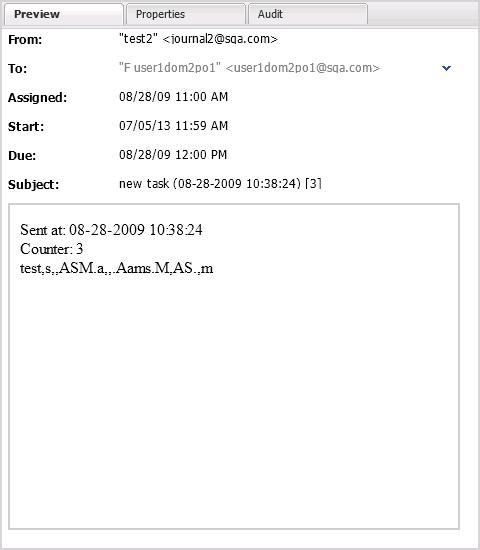 Preview Properties Audit
From: "test2" <journal2@sqa.com>
To: "F user1dom2po1" <user1dom2po1@sqa.com>
Assigned: 08/28/09 11:00 AM
Start: 07/05/13 11:59 AM
Due: 08/28/09 12:00 PM
Subject: new task (08-28-2009 10:38:24) [3]
Sent at: 08-28-2009 10:38:24
Counter: 3
test,s,,ASM.a,,.Aams.M,AS.,m